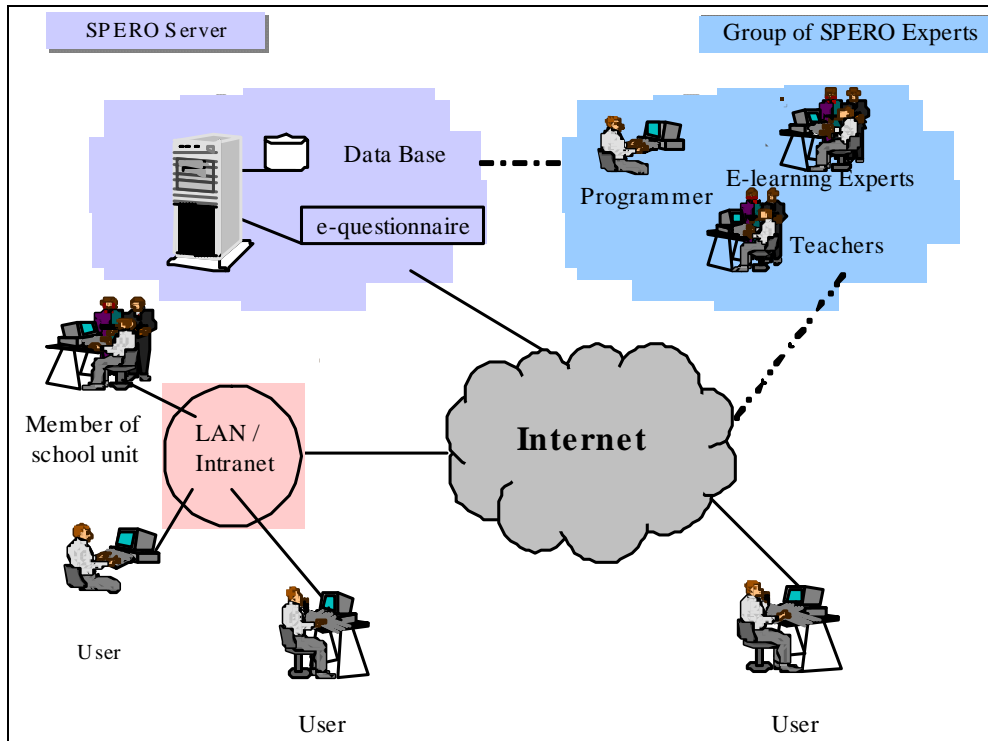 SPERO Server
Group of SPERO Experts
Data Base
e-questionnaire
Programmer
E-learning Experts
Teachers
Member of
school unit
LAN /
Intranet
Internet
User
User
User